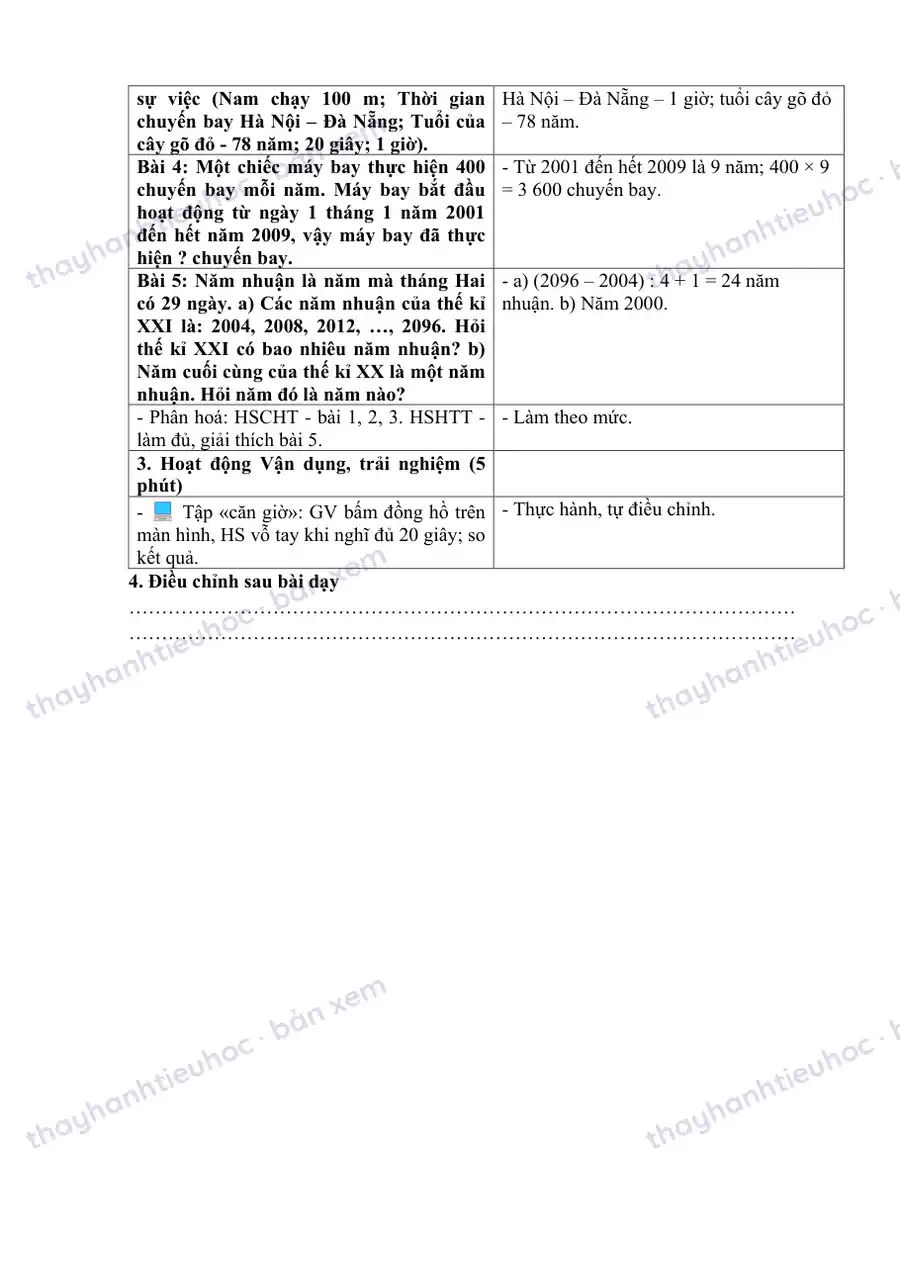 sự việc (Nam chạy 100 m; Thời gian
chuyến bay Hà Nội – Đà Nẵng; Tuổi của
cây gõ đỏ - 78 năm; 20 giây; 1 giờ).
Hà Nội – Đà Nẵng – 1 giờ; tuổi cây gõ đỏ
– 78 năm.
Bài 4: Một chiếc máy bay thực hiện 400
chuyến bay mỗi năm. Máy bay bắt đầu
hoạt động từ ngày 1 tháng 1 năm 2001
đến hết năm 2009, vậy máy bay đã thực
hiện ? chuyến bay.
- Từ 2001 đến hết 2009 là 9 năm; 400 × 9
= 3 600 chuyến bay.
Bài 5: Năm nhuận là năm mà tháng Hai
có 29 ngày. a) Các năm nhuận của thế kỉ
XXI là: 2004, 2008, 2012, …, 2096. Hỏi
thế kỉ XXI có bao nhiêu năm nhuận? b)
Năm cuối cùng của thế kỉ XX là một năm
nhuận. Hỏi năm đó là năm nào?
- a) (2096 – 2004) : 4 + 1 = 24 năm
nhuận. b) Năm 2000.
- Phân hoá: HSCHT - bài 1, 2, 3. HSHTT -
làm đủ, giải thích bài 5.
- Làm theo mức.
3. Hoạt động Vận dụng, trải nghiệm (5
phút)
- Tập «căn giờ»: GV bấm đồng hồ trên
màn hình, HS vỗ tay khi nghĩ đủ 20 giây; so
kết quả.
- Thực hành, tự điều chỉnh.
4. Điều chỉnh sau bài dạy
…………………………………………………………………………………………
…………………………………………………………………………………………
thayhanhtieuhoc · bản xem
thayhanhtieuhoc · b
thayhanhtieuhoc · bản xem
thayhanhtieuhoc · b
thayhanhtieuhoc · bản xem
thayhanhtieuhoc · b